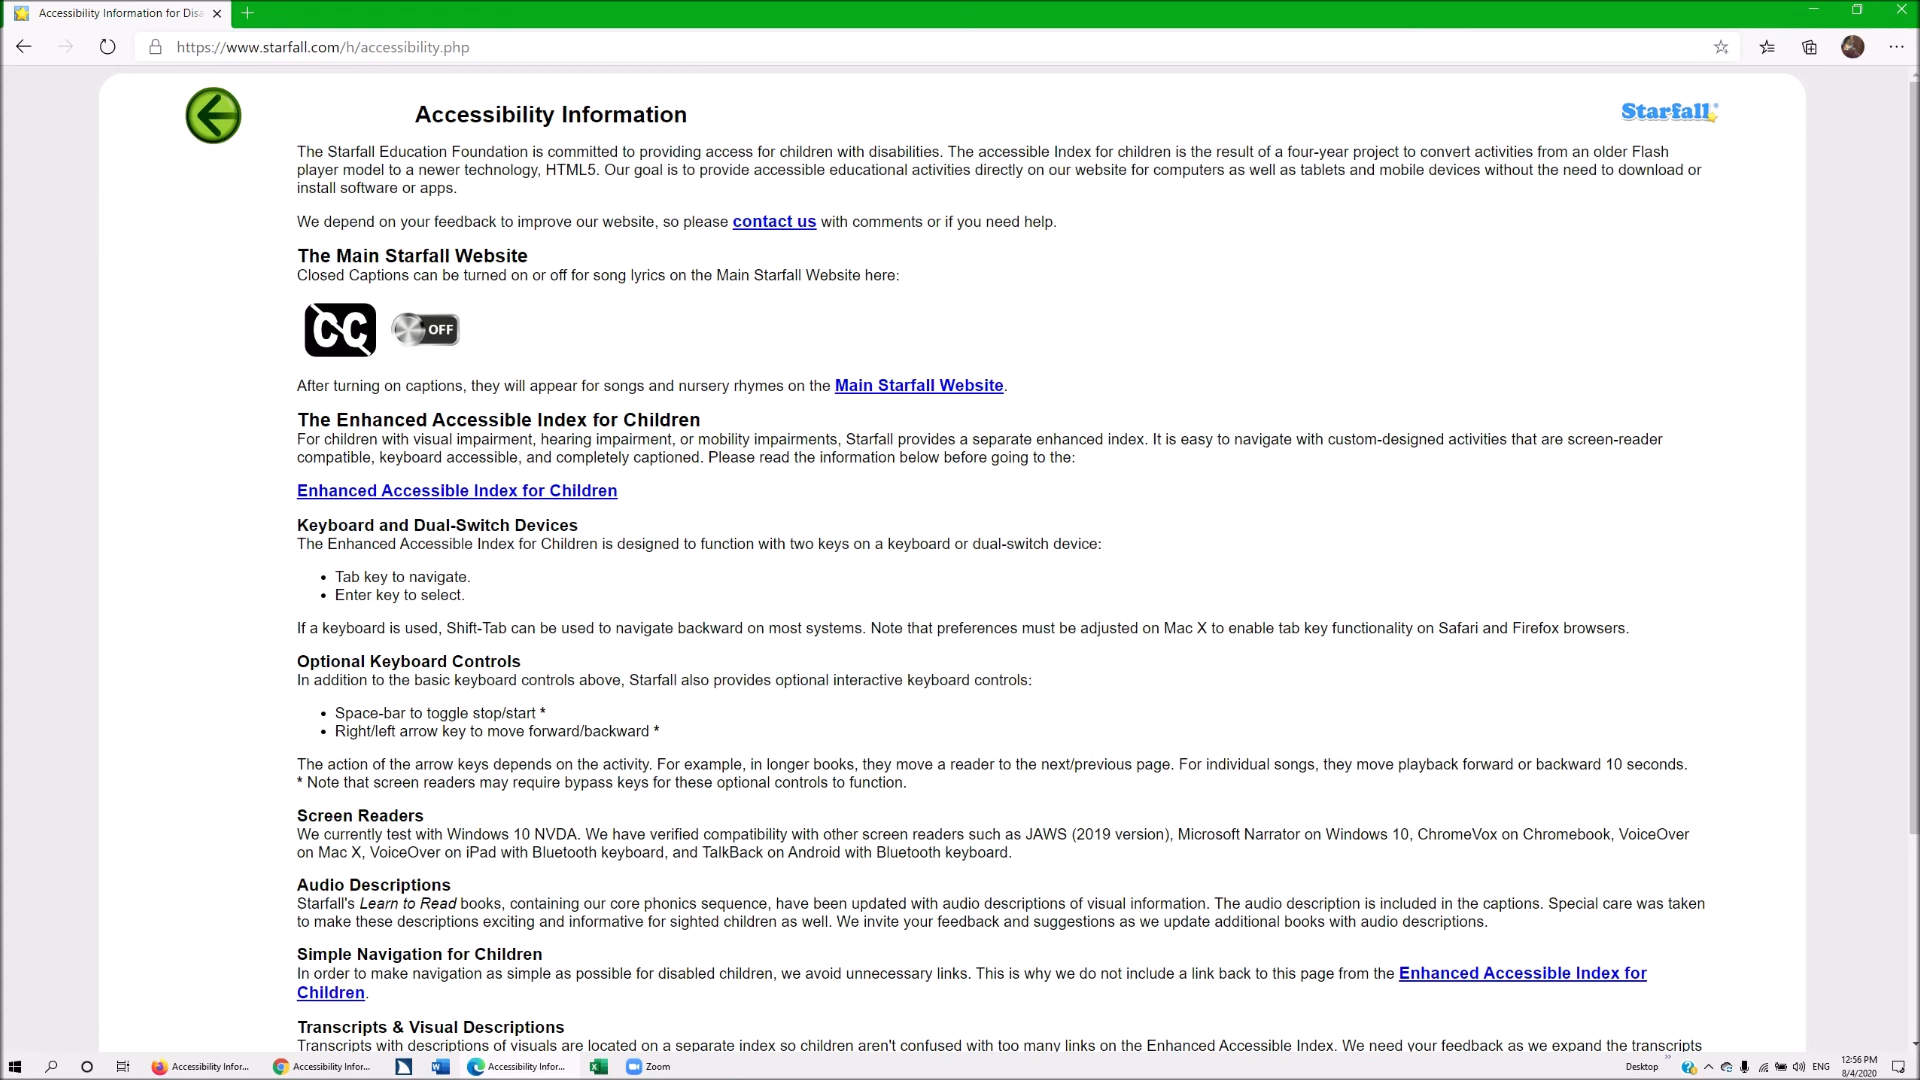 Accessibility Information for Disa
https://www.starfall.com/h/accessibility.php
Accessibility Information
Starfall
The Starfall Education Foundation is committed to providing access for children with disabilities. The accessible Index for children is the result of a four-year project to convert activities from an older Flash
player model to a newer technology, HTML5. Our goal is to provide accessible educational activities directly on our website for computers as well as tablets and mobile devices without the need to download or
install software or apps.
We depend on your feedback to improve our website, so please contact us with comments or if you need help.
The Main Starfall Website
Closed Captions can be turned on or off for song lyrics on the Main Starfall Website here:
CC OFF
After turning on captions, they will appear for songs and nursery rhymes on the Main Starfall Website.
The Enhanced Accessible Index for Children
For children with visual impairment, hearing impairment, or mobility impairments, Starfall provides a separate enhanced index. It is easy to navigate with custom-designed activities that are screen-reader
compatible, keyboard accessible, and completely captioned. Please read the information below before going to the:
Enhanced Accessible Index for Children
Keyboard and Dual-Switch Devices
The Enhanced Accessible Index for Children is designed to function with two keys on a keyboard or dual-switch device:
• Tab key to navigate.
• Enter key to select.
If a keyboard is used, Shift-Tab can be used to navigate backward on most systems. Note that preferences must be adjusted on Mac X to enable tab key functionality on Safari and Firefox browsers.
Optional Keyboard Controls
In addition to the basic keyboard controls above, Starfall also provides optional interactive keyboard controls:
• Space-bar to toggle stop/start *
• Right/left arrow key to move forward/backward *
The action of the arrow keys depends on the activity. For example, in longer books, they move a reader to the next/previous page. For individual songs, they move playback forward or backward 10 seconds.
* Note that screen readers may require bypass keys for these optional controls to function.
Screen Readers
We currently test with Windows 10 NVDA. We have verified compatibility with other screen readers such as JAWS (2019 version), Microsoft Narrator on Windows 10, ChromeVox on Chromebook, VoiceOver
on Mac X, VoiceOver on iPad with Bluetooth keyboard, and TalkBack on Android with Bluetooth keyboard.
Audio Descriptions
Starfall's Learn to Read books, containing our core phonics sequence, have been updated with audio descriptions of visual information. The audio description is included in the captions. Special care was taken
to make these descriptions exciting and informative for sighted children as well. We invite your feedback and suggestions as we update additional books with audio descriptions.
Simple Navigation for Children
In order to make navigation as simple as possible for disabled children, we avoid unnecessary links. This is why we do not include a link back to this page from the Enhanced Accessible Index for
Children.
Transcripts & Visual Descriptions
Transcripts with descriptions of visuals are located on a separate index so children aren't confused with too many links on the Enhanced Accessible Index. We need your feedback as we expand the transcripts
Accessibility Infor... Accessibility Infor... Accessibility Infor... Zoom Desktop ENG 12:56 PM
8/4/2020